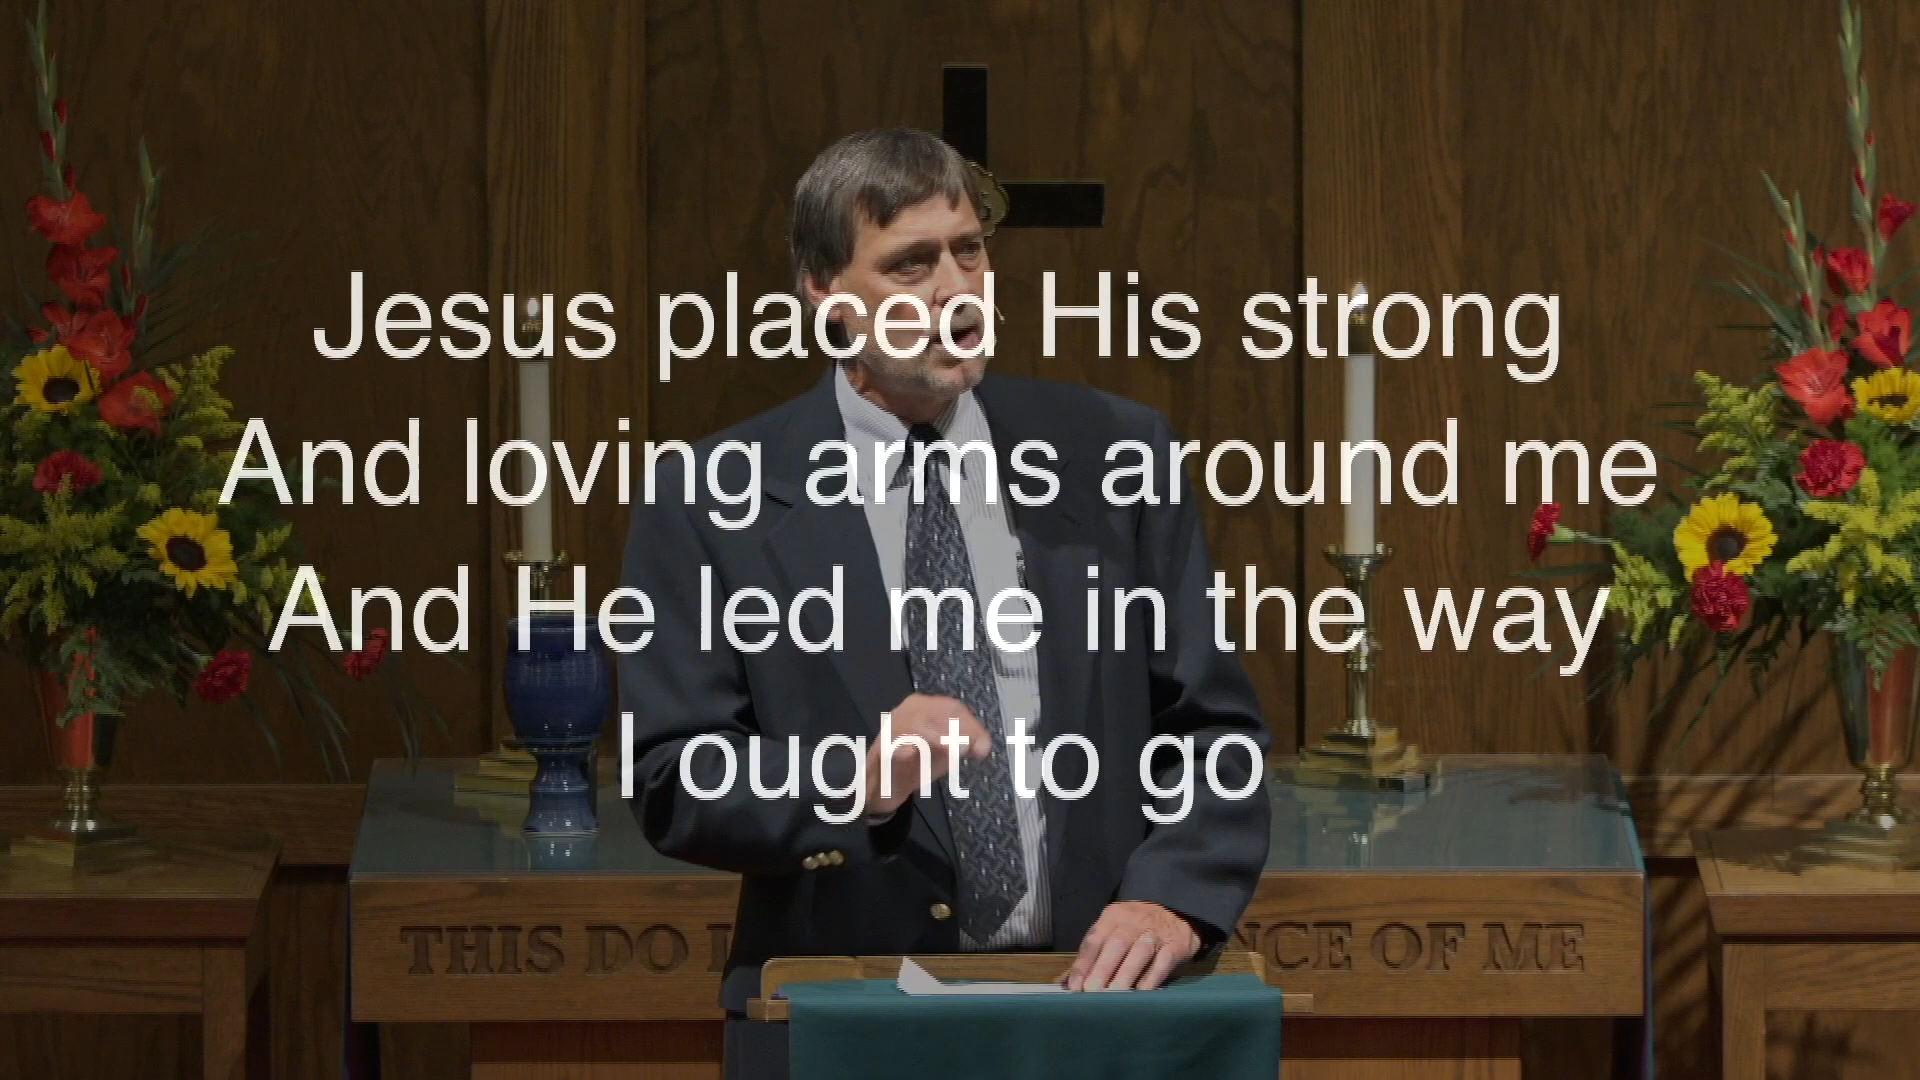 Jesus placed His strong
And loving arms around me
And He led me in the way
I ought to go
THIS DO I NCE OF ME